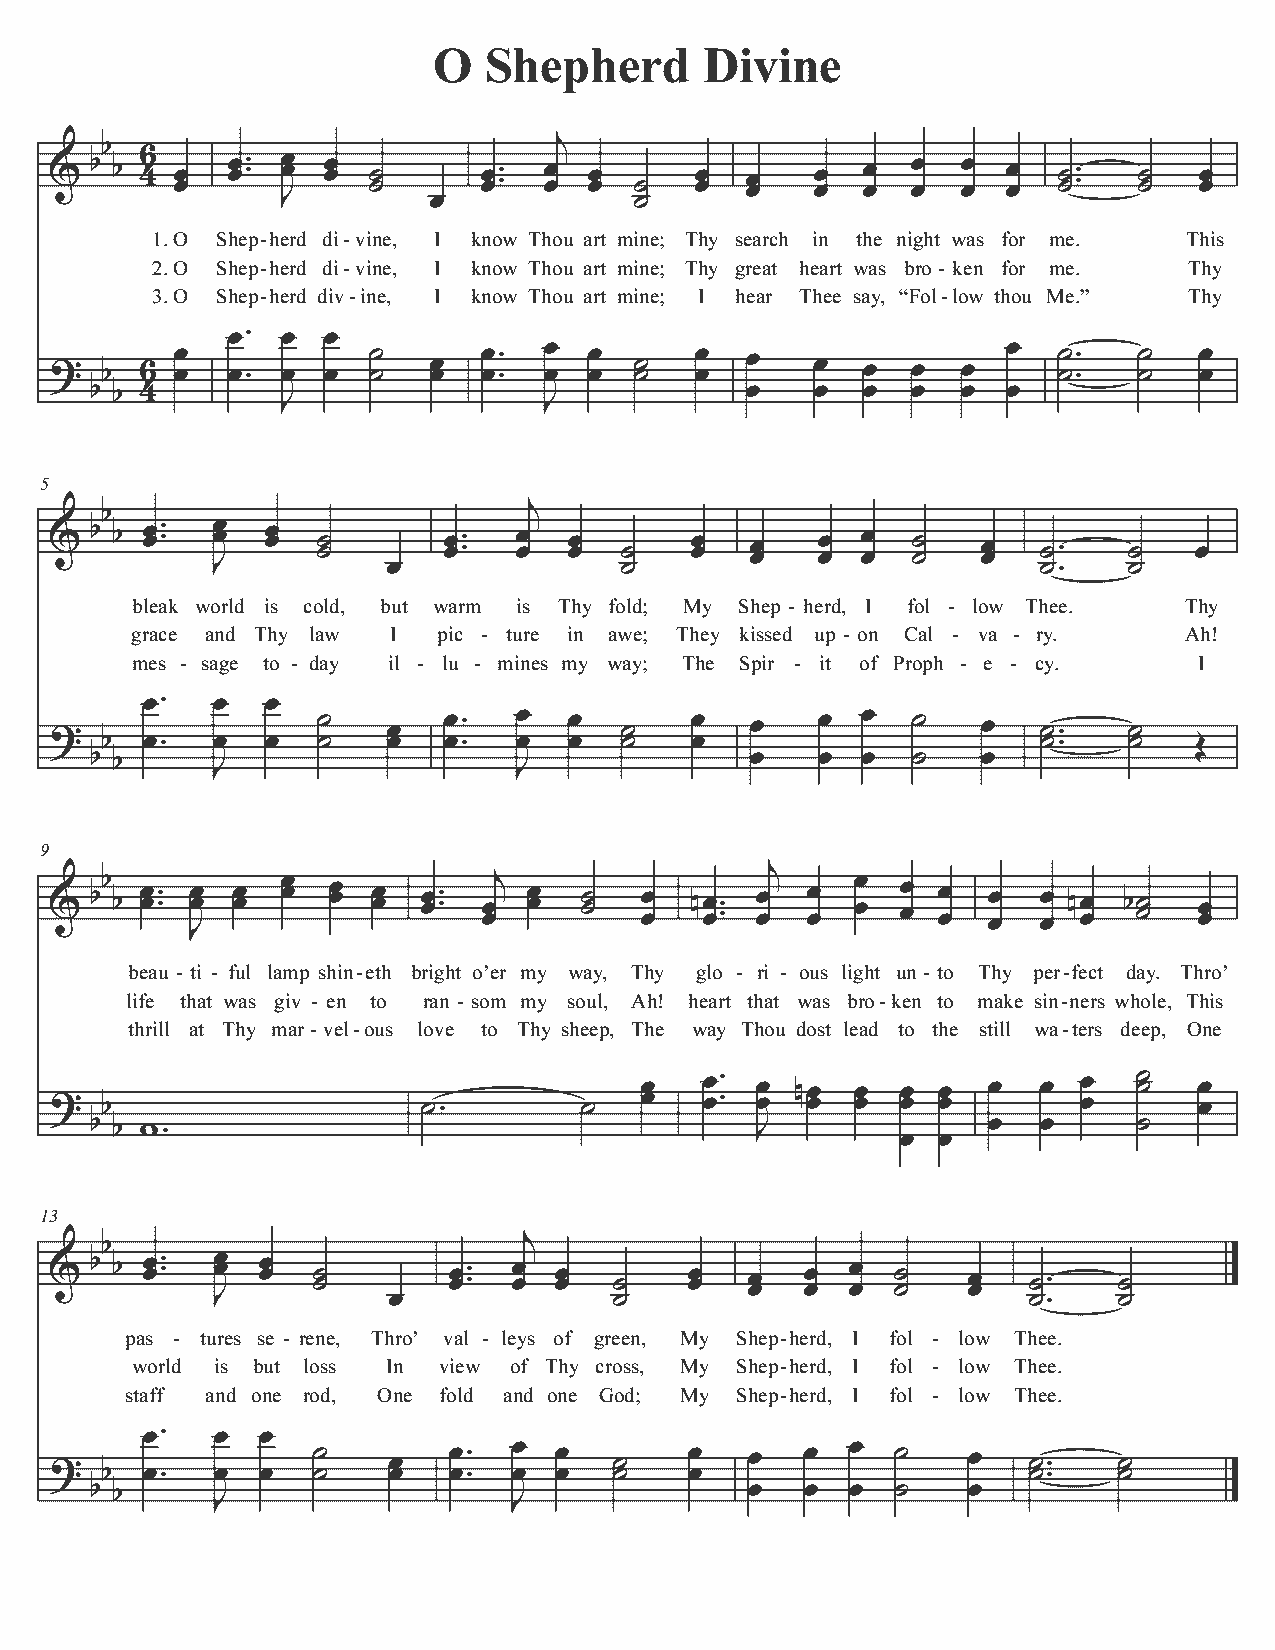 O Shepherd Divine
6
4
1. O Shep-herd di - vine, I know Thou art mine; Thy search in the night was for me. This
2. O Shep-herd di - vine, I know Thou art mine; Thy great heart was bro - ken for me. Thy
3. O Shep-herd div - ine, I know Thou art mine; I hear Thee say, “Fol - low thou Me.” Thy
6
4
5
bleak world is cold, but warm is Thy fold; My Shep - herd, I fol - low Thee. Thy
grace and Thy law I pic - ture in awe; They kissed up - on Cal - va - ry. Ah!
mes - sage to - day il - lu - mines my way; The Spir - it of Proph - e - cy. I
9
beau - ti - ful lamp shin-eth bright o’er my way, Thy glo - ri - ous light un - to Thy per-fect day. Thro’
life that was giv - en to ran - som my soul, Ah! heart that was bro - ken to make sin-ners whole, This
thrill at Thy mar - vel - ous love to Thy sheep, The way Thou dost lead to the still wa - ters deep, One
13
pas - tures se - rene, Thro’ val - leys of green, My Shep-herd, I fol - low Thee.
world is but loss In view of Thy cross, My Shep-herd, I fol - low Thee.
staff and one rod, One fold and one God; My Shep-herd, I fol - low Thee.